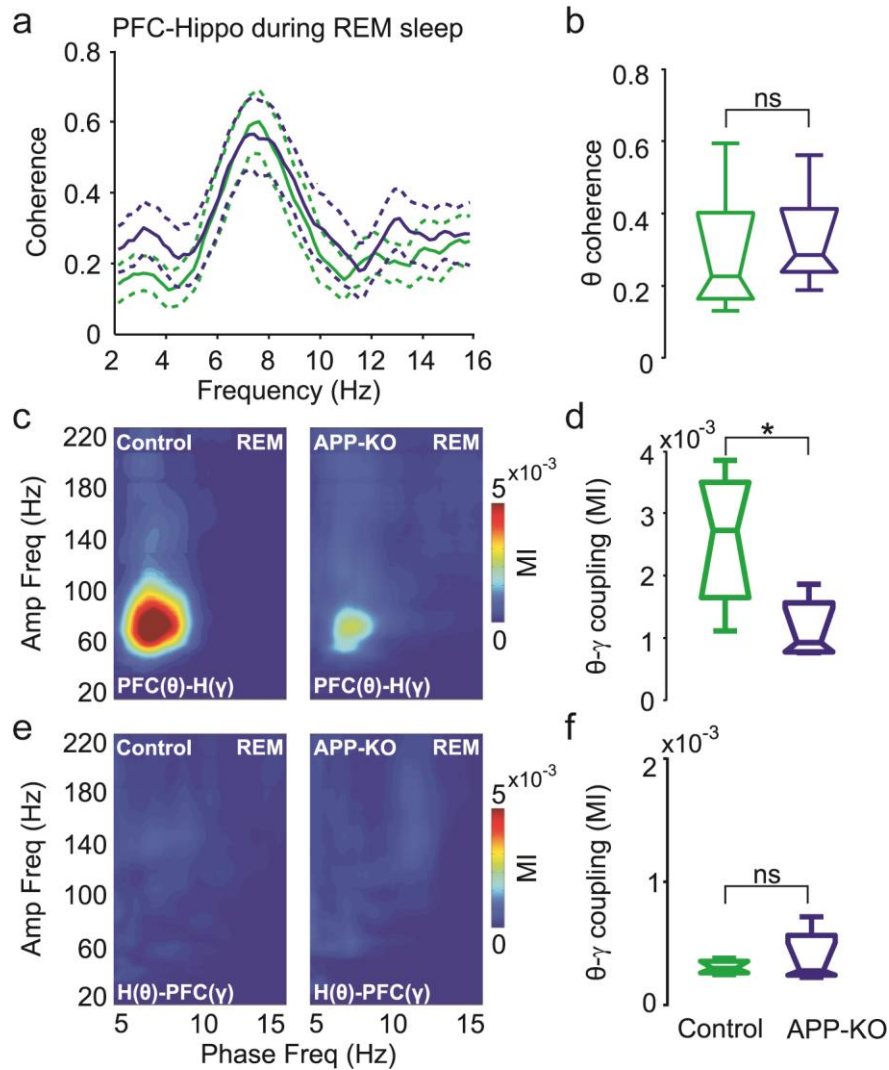 a
PFC-Hippo during REM sleep
0.8
0.6
0.4
0.2
0
Coherence
2 4 6 8 10 12 14 16
Frequency (Hz)
b
0.8
0.6
0.4
0.2
0
θ coherence
ns
c
220
180
140
100
60
20
Amp Freq (Hz)
Control REM
PFC(θ)-H(γ)
APP-KO REM
PFC(θ)-H(γ)
5 x10⁻³
0
MI
d
x10⁻³
4
3
2
1
0
θ-γ coupling (MI)
*
e
220
180
140
100
60
20
Amp Freq (Hz)
Control REM
H(θ)-PFC(γ)
APP-KO REM
H(θ)-PFC(γ)
5 x10⁻³
0
MI
5 10 15 5 10 15
Phase Freq (Hz)
f
x10⁻³
2
1
0
θ-γ coupling (MI)
ns
Control APP-KO